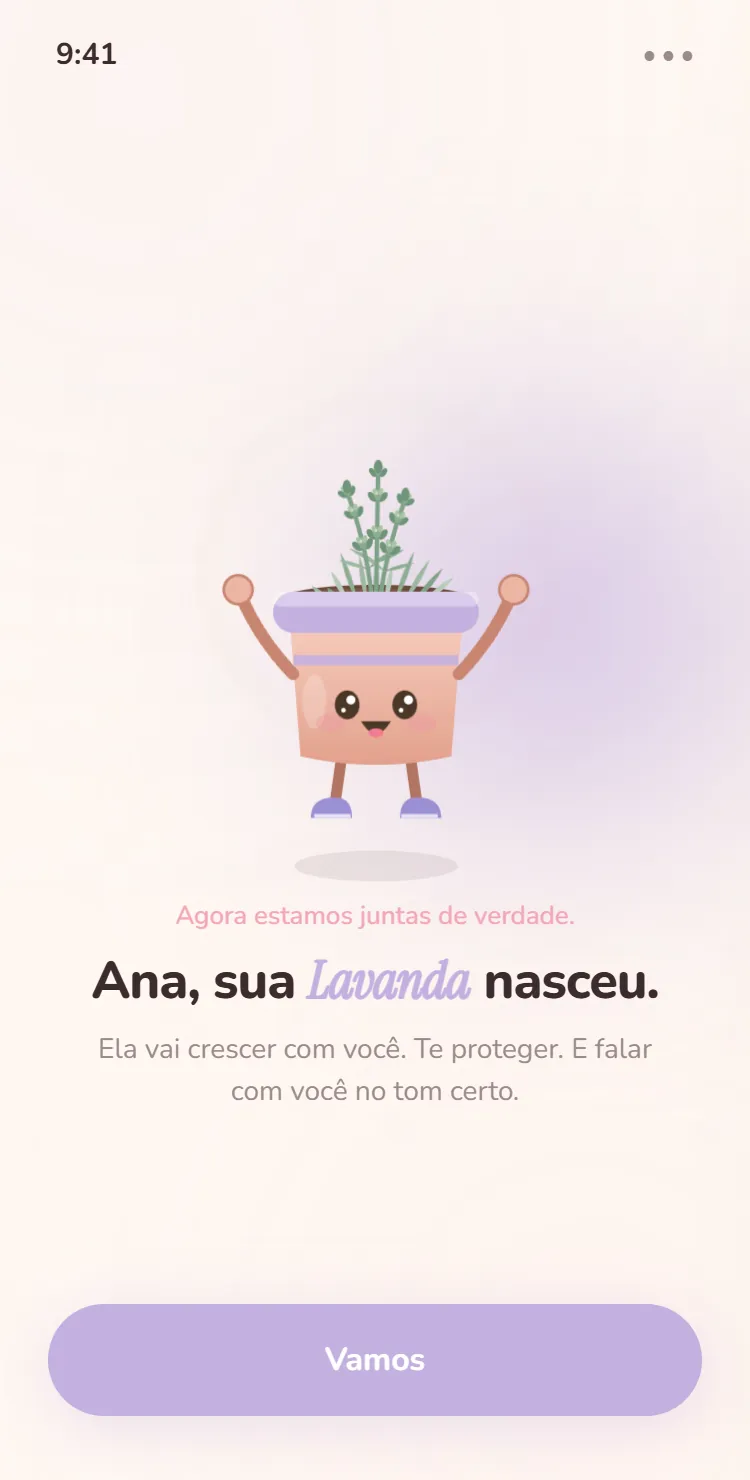 9:41
Agora estamos juntas de verdade.
Ana, sua Lavanda nasceu.
Ela vai crescer com você. Te proteger. E falar
com você no tom certo.
Vamos